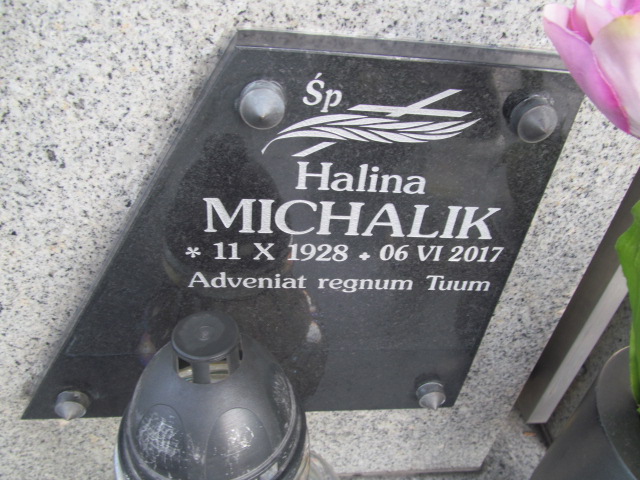 Śp
Halina
MICHALIK
* 11 X 1928 + 06 VI 2017
Adveniat regnum Tuum